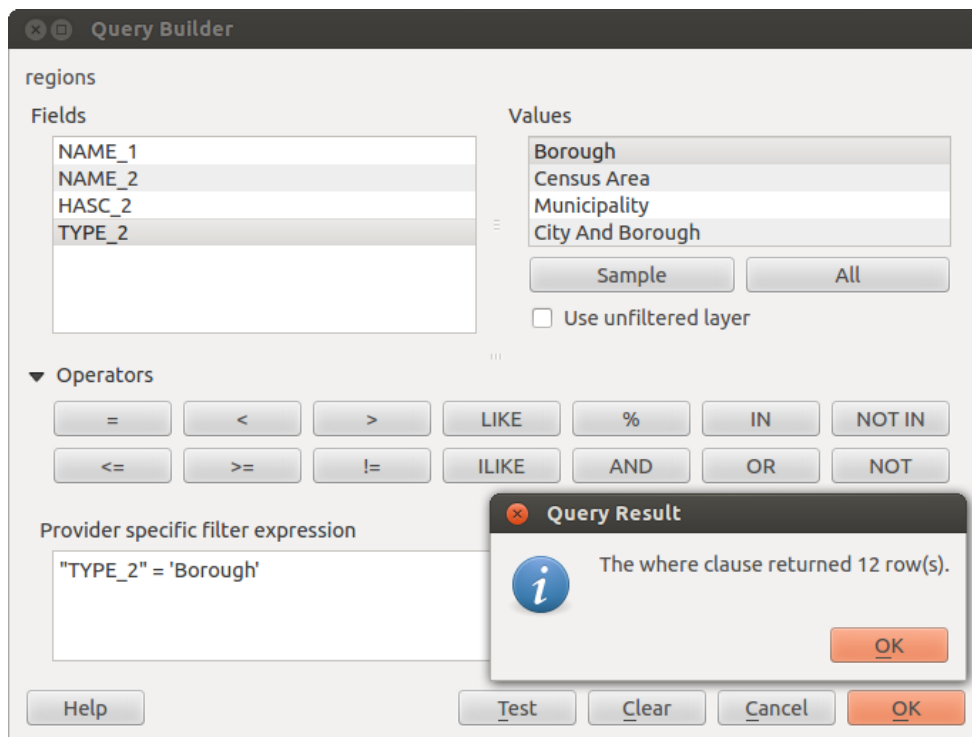 Query Builder
regions
Fields
NAME_1
NAME_2
HASC_2
TYPE_2
Values
Borough
Census Area
Municipality
City And Borough
Sample All
Use unfiltered layer
Operators
= < > LIKE % IN NOT IN
<= >= != ILIKE AND OR NOT
Provider specific filter expression
"TYPE_2" = 'Borough'
Query Result
The where clause returned 12 row(s).
OK
Help Test Clear Cancel OK